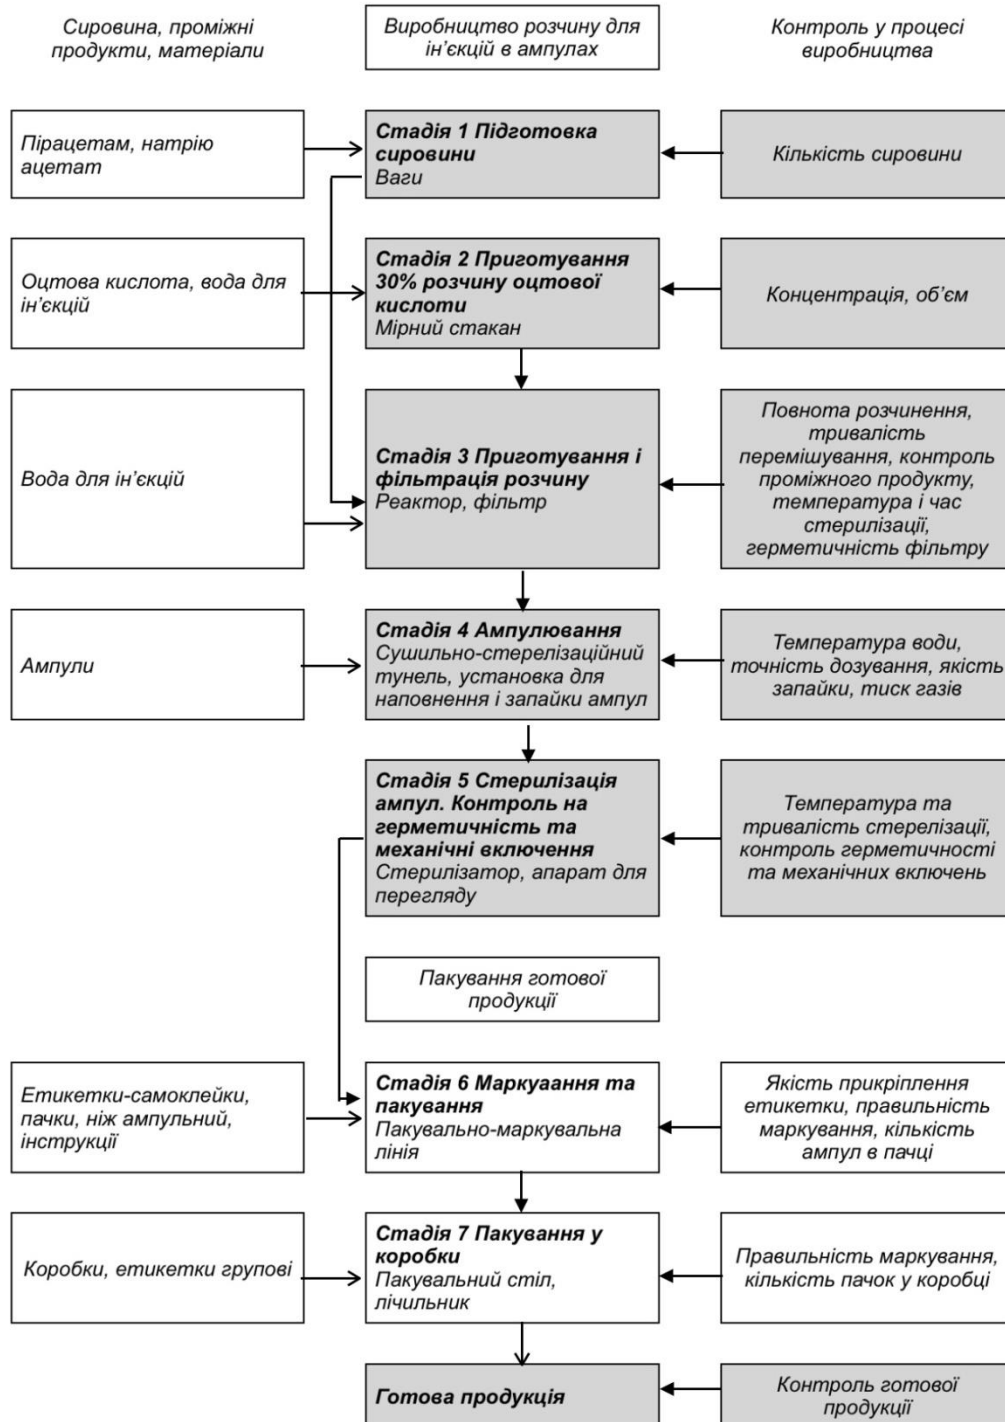 Сировина, проміжні
продукти, матеріали
Виробництво розчину для
ін’єкцій в ампулах
Контроль у процесі
виробництва
Пірацетам, натрію
ацетат
Стадія 1 Підготовка
сировини
Ваги
Кількість сировини
Оцтова кислота, вода для
ін’єкцій
Стадія 2 Приготування
30% розчину оцтової
кислоти
Мірний стакан
Концентрація, об’єм
Вода для ін’єкцій
Стадія 3 Приготування і
фільтрація розчину
Реактор, фільтр
Повнота розчинення,
тривалість
перемішування, контроль
проміжного продукту,
температура і час
стерилізації,
герметичність фільтру
Ампули
Стадія 4 Ампулювання
Сушильно-стерелізаційний
тунель, установка для
наповнення і запайки ампул
Температура води,
точність дозування, якість
запайки, тиск газів
Стадія 5 Стерилізація
ампул. Контроль на
герметичність та
механічні включення
Стерилізатор, апарат для
перегляду
Температура та
тривалість стерелізації,
контроль герметичності
та механічних включень
Пакування готової
продукції
Етикетки-самоклейки,
пачки, ніж ампульний,
інструкції
Стадія 6 Маркуаання та
пакування
Пакувально-маркувальна
лінія
Якість прикріплення
етикетки, правильність
маркування, кількість
ампул в пачці
Коробки, етикетки групові
Стадія 7 Пакування у
коробки
Пакувальний стіл,
лічильник
Правильність маркування,
кількість пачок у коробці
Готова продукція
Контроль готової
продукції